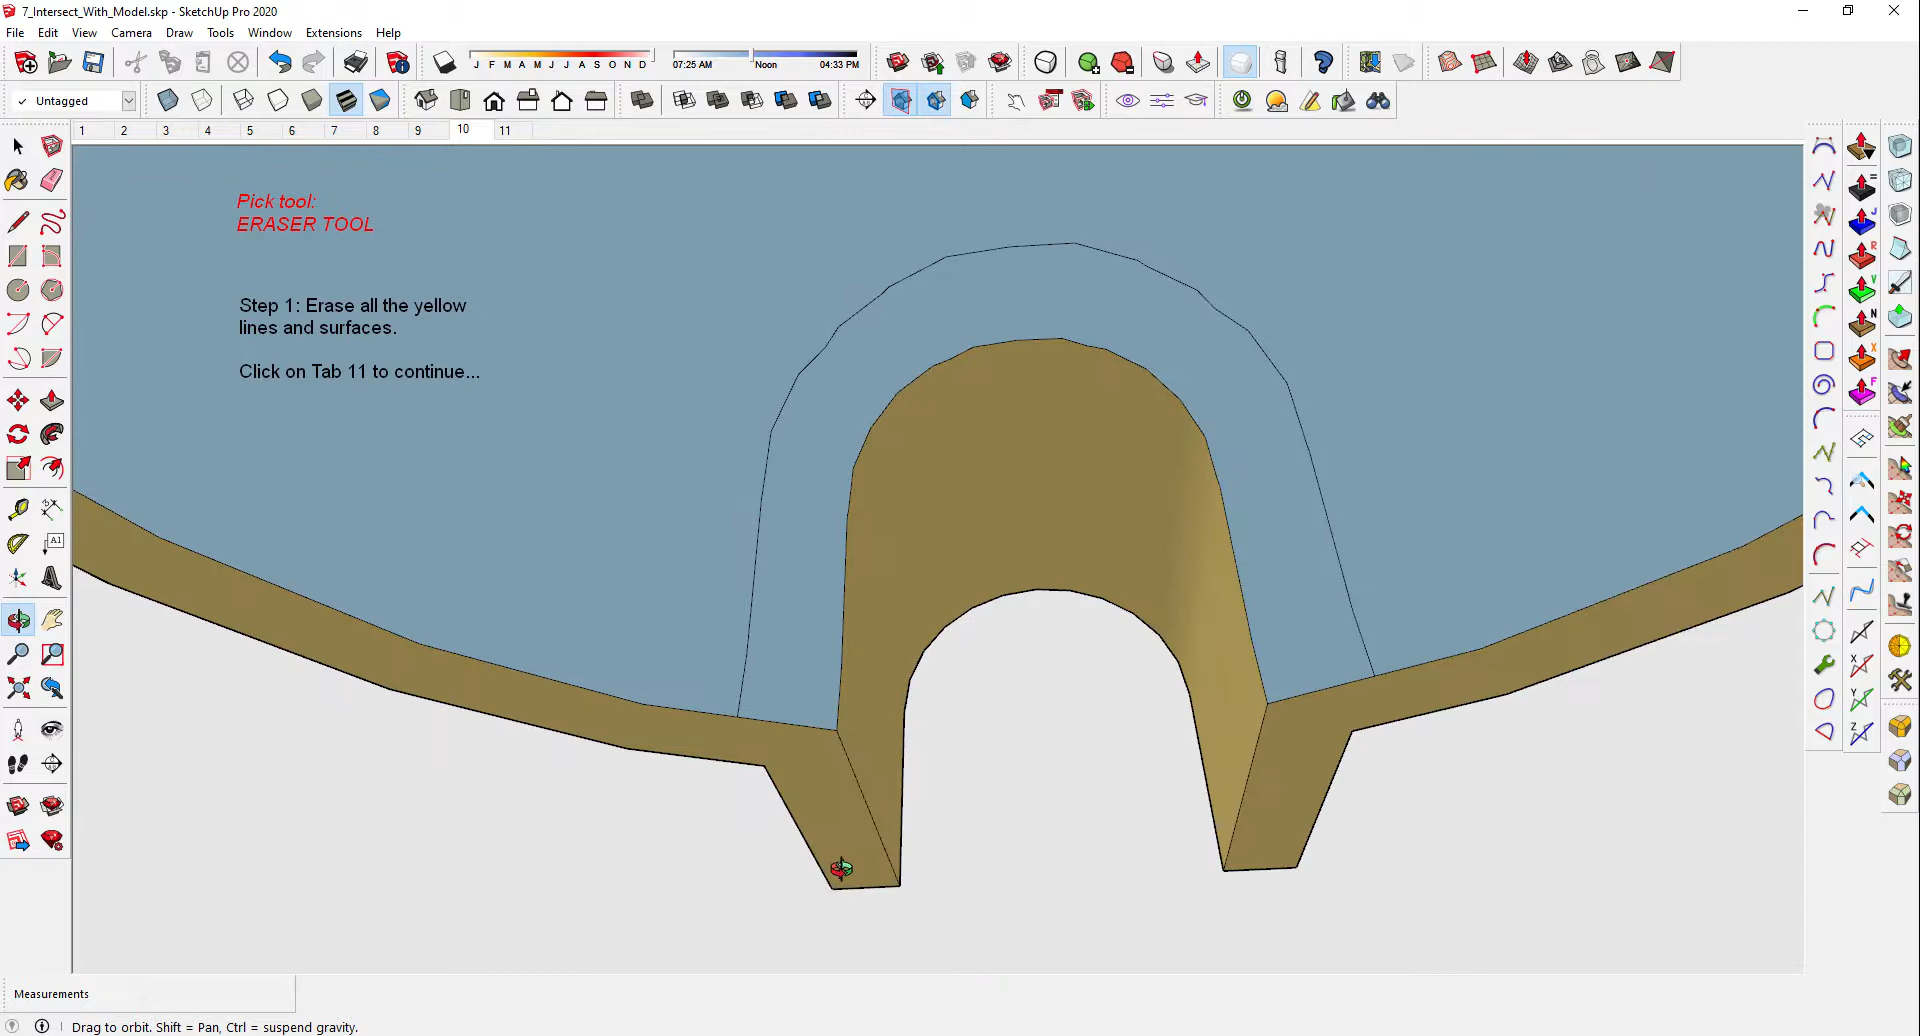 7_Intersect_With_Model.skp - SketchUp Pro 2020
File Edit View Camera Draw Tools Window Extensions Help
J F M A M J J A S O N D 07:25 AM Noon 04:33 PM
✓ Untagged
1 2 3 4 5 6 7 8 9 10 11
Pick tool:
ERASER TOOL
Step 1: Erase all the yellow
lines and surfaces.
Click on Tab 11 to continue...
A1
=
J
R
V
N
X
F
X
Y
Z
Measurements
Drag to orbit. Shift = Pan, Ctrl = suspend gravity.